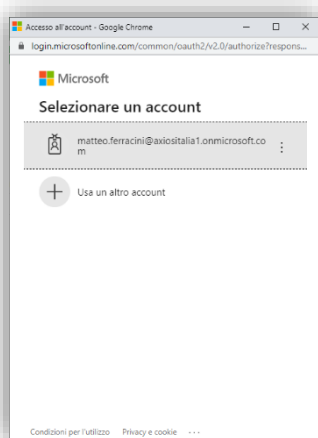 Accesso all'account - Google Chrome
login.microsoftonline.com/common/oauth2/v2.0/authorize?respons...
Microsoft
Selezionare un account
matteo.ferracini@axiositalia1.onmicrosoft.co
m
Usa un altro account
Condizioni per l'utilizzo Privacy e cookie ...